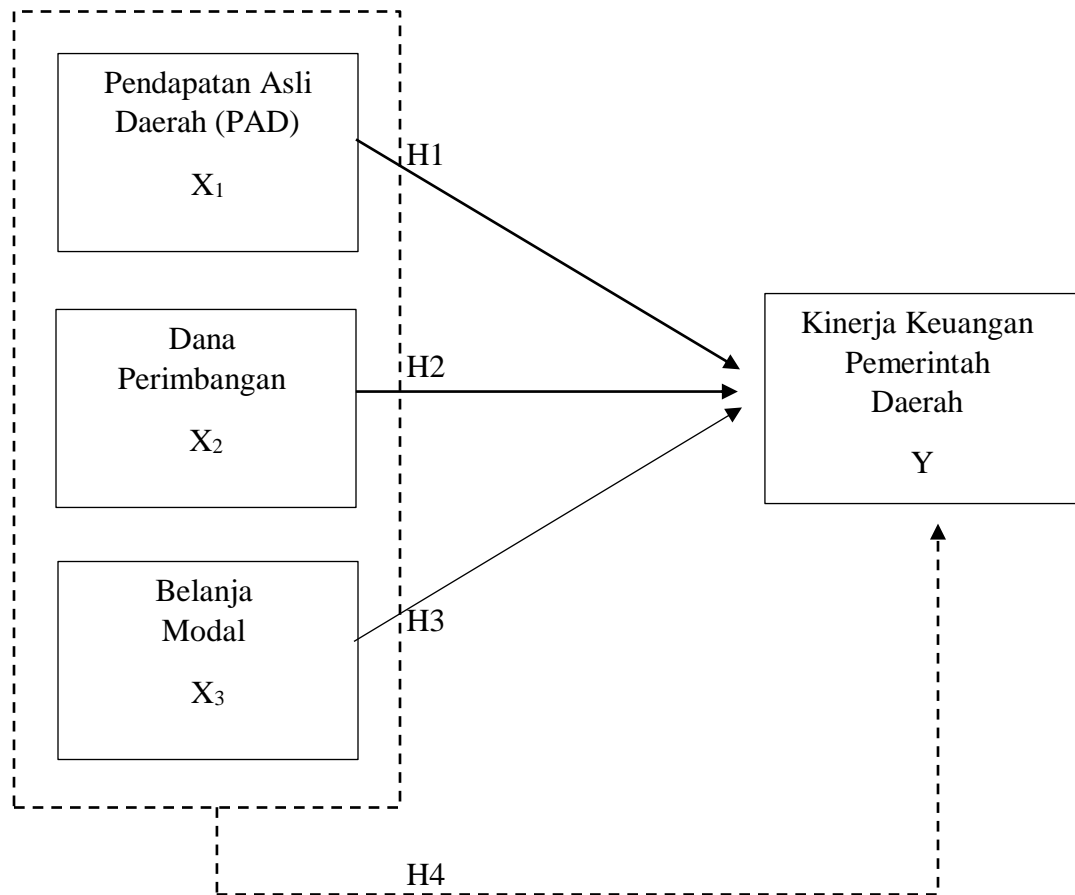 Pendapatan Asli
Daerah (PAD)
X₁
H1
Dana
Perimbangan
X₂
H2
Belanja
Modal
X₃
H3
Kinerja Keuangan
Pemerintah
Daerah
Y
H4